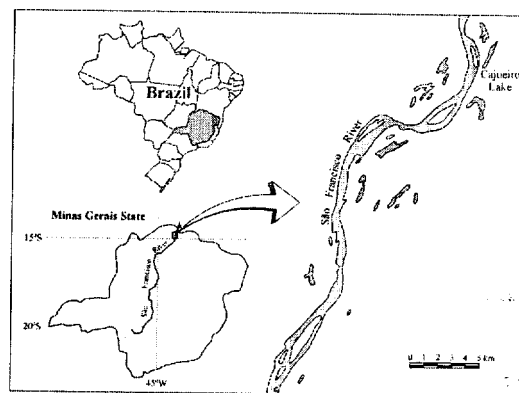 Brazil
Cajueiro
Lake
São Francisco River
Minas Gerais State
15°S
São Francisco River
20°S
45°W
0 1 2 3 4 5 km